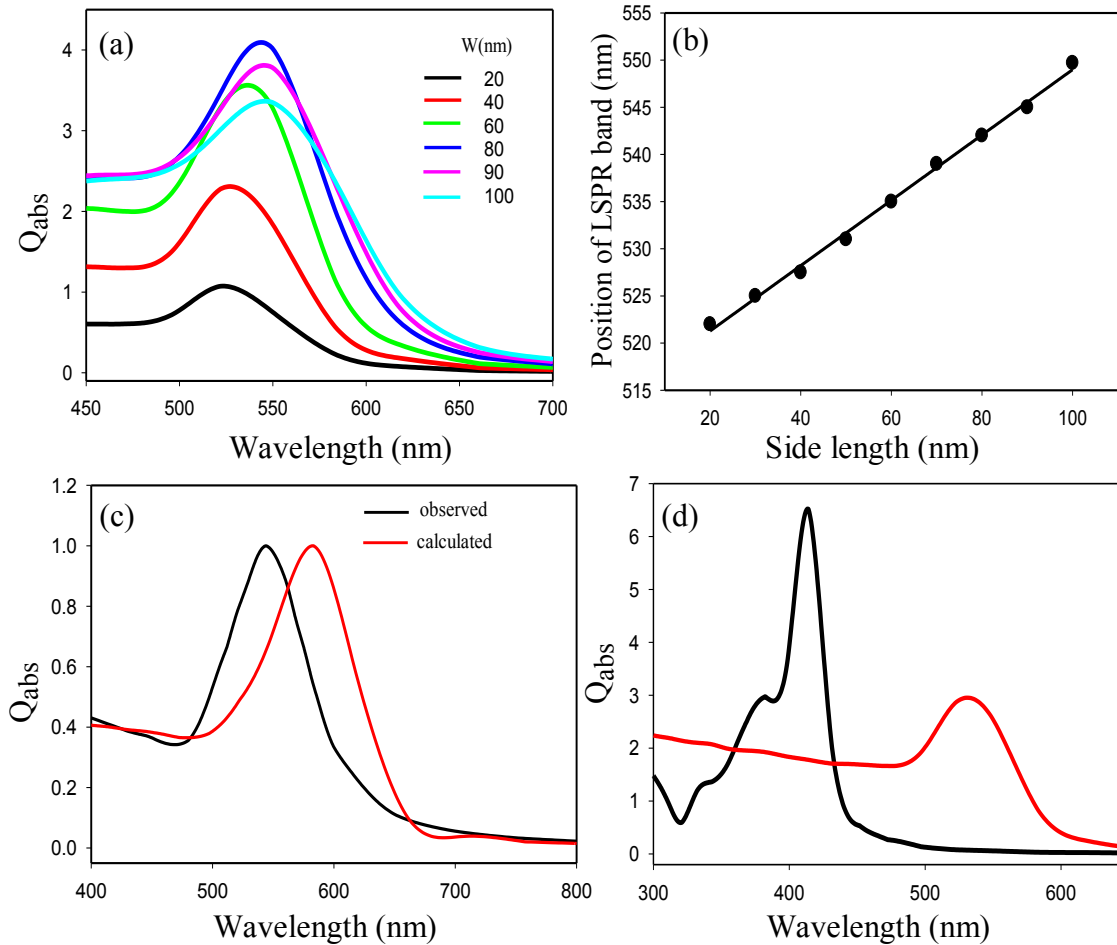 (a)
W(nm)
20
40
60
80
90
100
4
3
2
1
0
Qabs
450 500 550 600 650 700
Wavelength (nm)
(b)
555
550
545
540
535
530
525
520
515
Position of LSPR band (nm)
20 40 60 80 100
Side length (nm)
(c)
observed
calculated
1.2
1.0
0.8
0.6
0.4
0.2
0.0
Qabs
400 500 600 700 800
Wavelength (nm)
(d)
7
6
5
4
3
2
1
0
Qabs
300 400 500 600
Wavelength (nm)